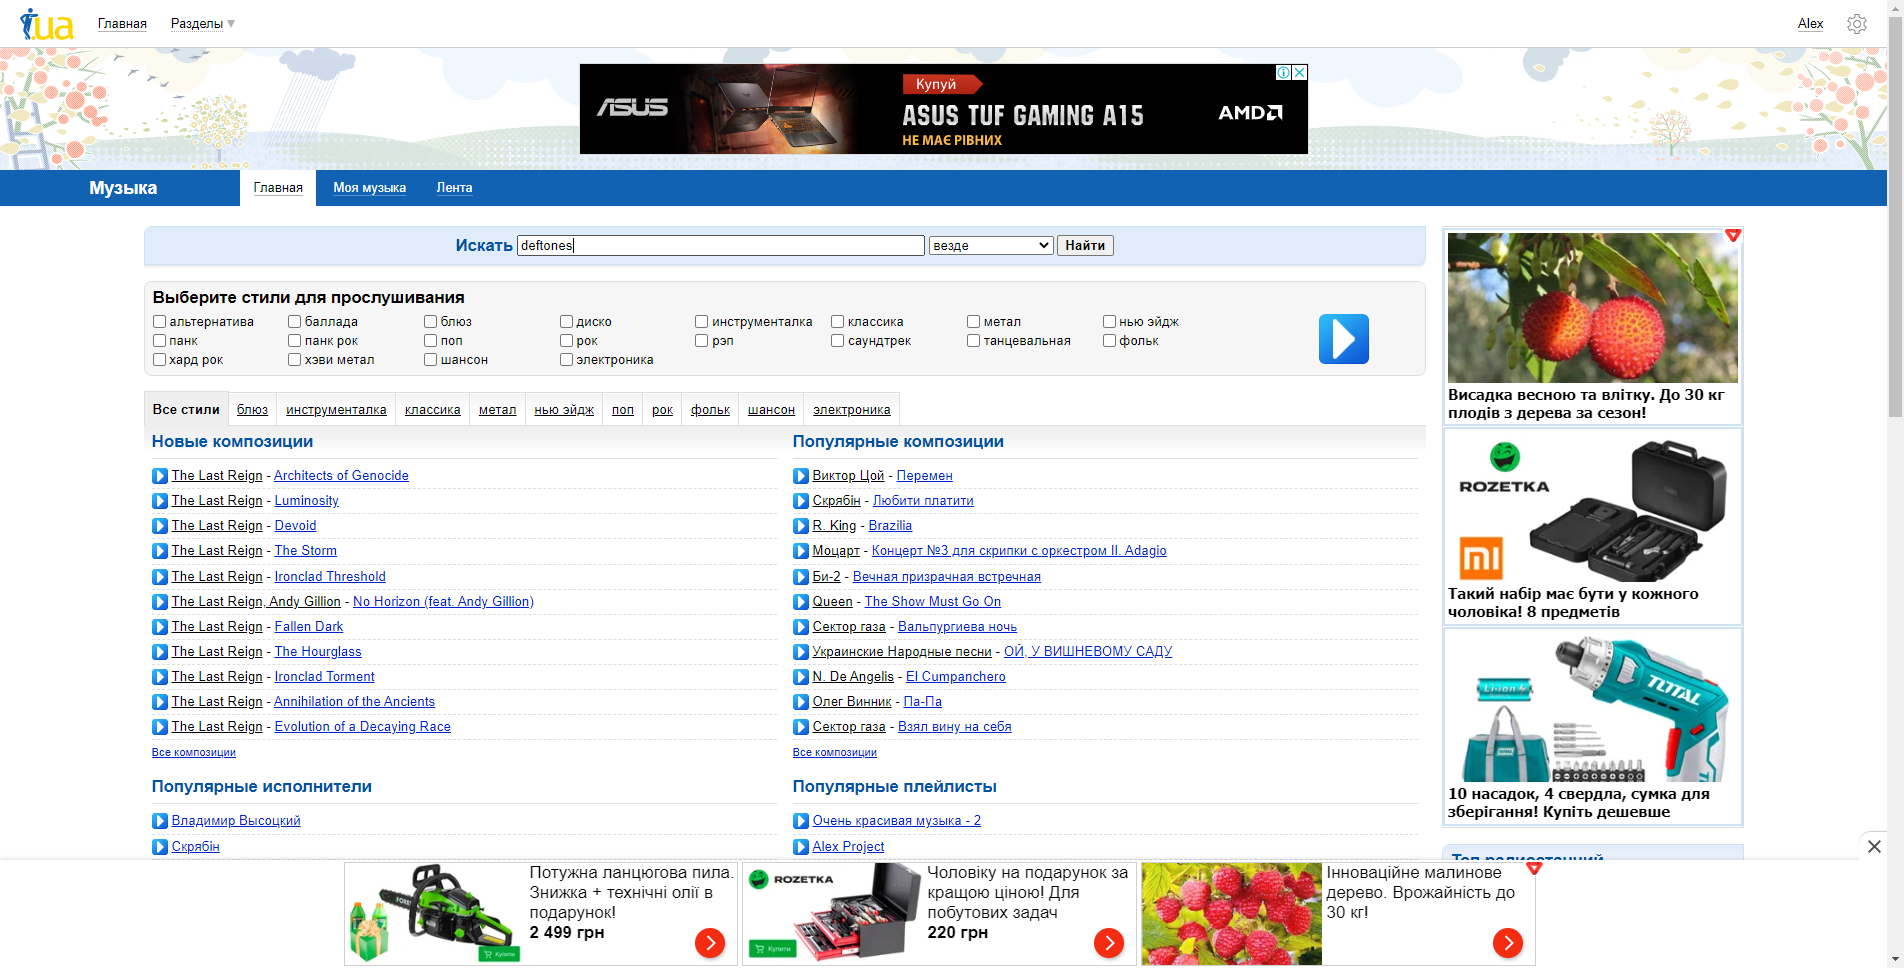 i.ua
Главная
Разделы
Alex
ASUS
Купуй
ASUS TUF GAMING A15
НЕ МАЄ РІВНИХ
AMD
Музыка
Главная
Моя музыка
Лента
Искать deftones везде Найти
Выберите стили для прослушивания
альтернатива баллада блюз диско инструменталка классика метал нью эйдж
панк панк рок поп рок рэп саундтрек танцевальная фольк
хард рок хэви метал шансон электроника
Все стили блюз инструменталка классика метал нью эйдж поп рок фольк шансон электроника
Новые композиции
The Last Reign - Architects of Genocide
The Last Reign - Luminosity
The Last Reign - Devoid
The Last Reign - The Storm
The Last Reign - Ironclad Threshold
The Last Reign, Andy Gillion - No Horizon (feat. Andy Gillion)
The Last Reign - Fallen Dark
The Last Reign - The Hourglass
The Last Reign - Ironclad Torment
The Last Reign - Annihilation of the Ancients
The Last Reign - Evolution of a Decaying Race
Все композиции
Популярные композиции
Виктор Цой - Перемен
Скрябін - Любити платити
R. King - Brazilia
Моцарт - Концерт №3 для скрипки с оркестром II. Adagio
Би-2 - Вечная призрачная встречная
Queen - The Show Must Go On
Сектор газа - Вальпургиева ночь
Украинские Народные песни - ОЙ, У ВИШНЕВОМУ САДУ
N. De Angelis - El Cumpanchero
Олег Винник - Па-Па
Сектор газа - Взял вину на себя
Все композиции
Популярные исполнители
Владимир Высоцкий
Скрябін
Популярные плейлисты
Очень красивая музыка - 2
Alex Project
Висадка весною та влітку. До 30 кг
плодів з дерева за сезон!
ROZETKA
mi
Такий набір має бути у кожного
чоловіка! 8 предметів
Li-ion
TOTAL
10 насадок, 4 свердла, сумка для
зберігання! Купіть дешевше
Топ радиостанций
Потужна ланцюгова пила.
Знижка + технічні олії в
подарунок!
2 499 грн
Купити
ROZETKA
Купити
Чоловіку на подарунок за
кращою ціною! Для
побутових задач
220 грн
Інноваційне малинове
дерево. Врожайність до
30 кг!